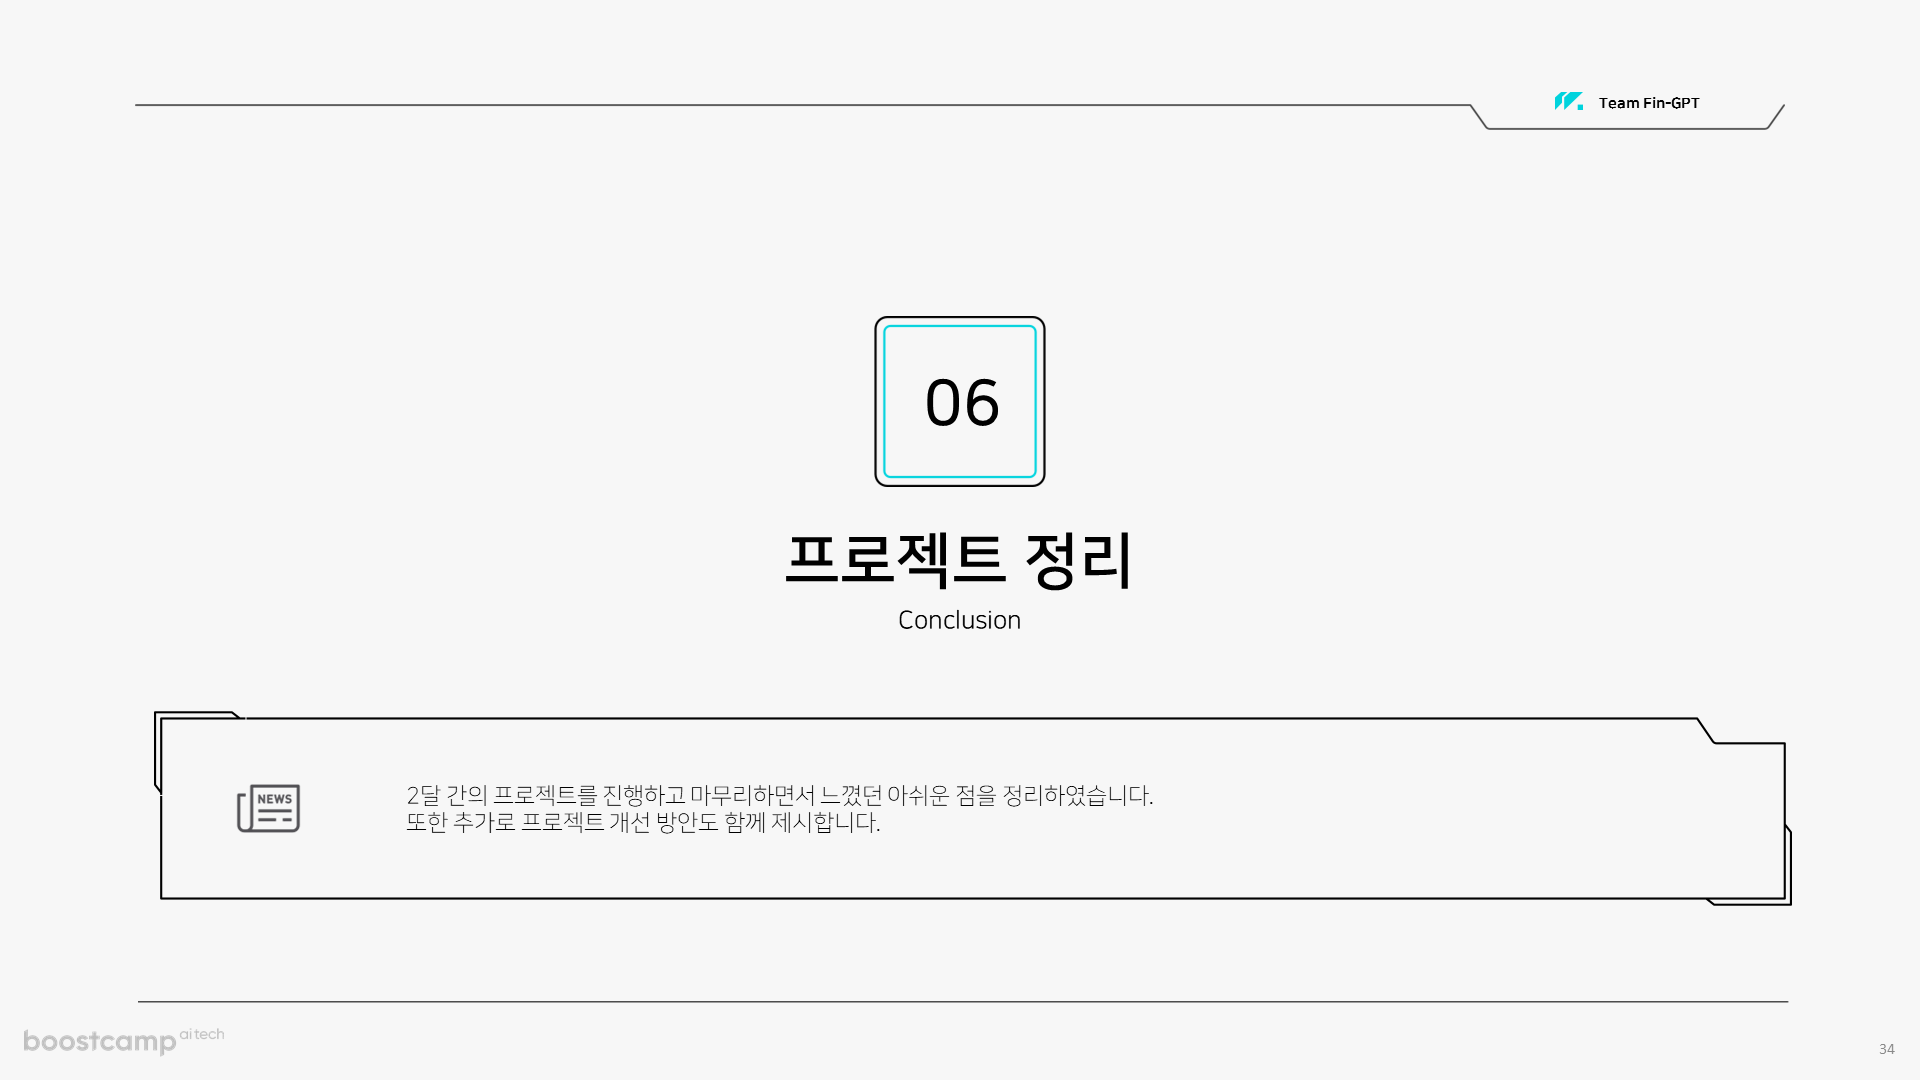 Team Fin-GPT
06
프로젝트 정리
Conclusion
NEWS
2달 간의 프로젝트를 진행하고 마무리하면서 느꼈던 아쉬운 점을 정리하였습니다.
또한 추가로 프로젝트 개선 방안도 함께 제시합니다.
boostcamp ai tech
34